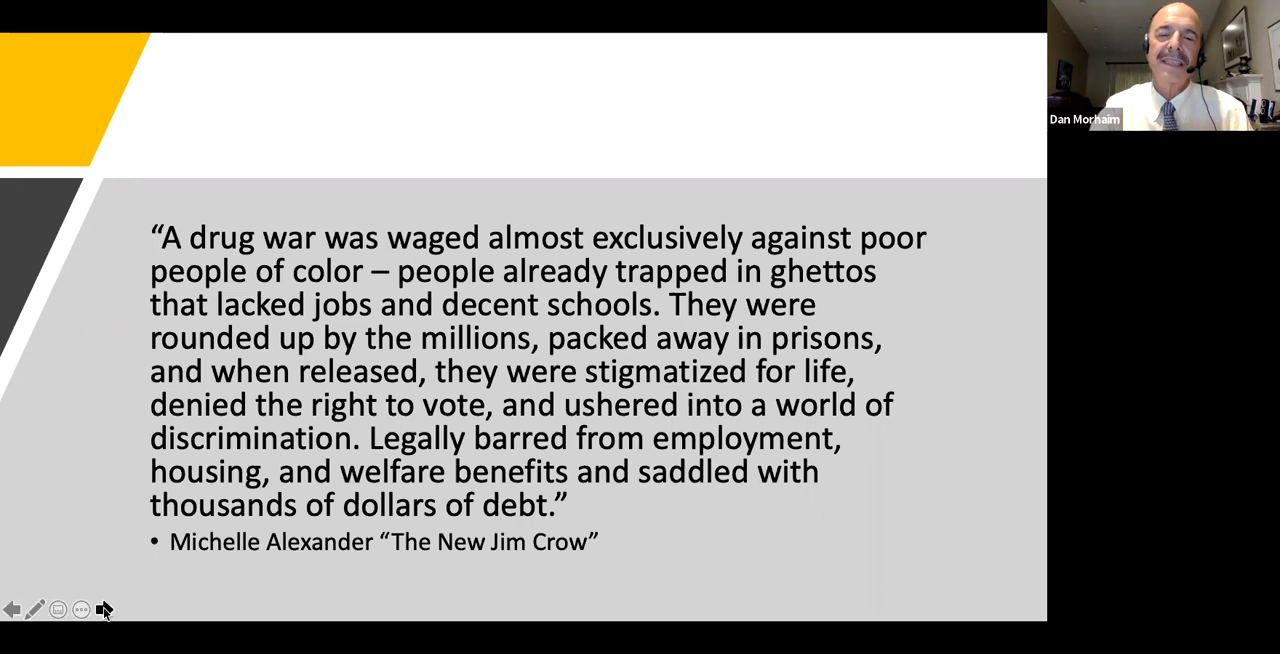 Dan Morhaim
“A drug war was waged almost exclusively against poor
people of color – people already trapped in ghettos
that lacked jobs and decent schools. They were
rounded up by the millions, packed away in prisons,
and when released, they were stigmatized for life,
denied the right to vote, and ushered into a world of
discrimination. Legally barred from employment,
housing, and welfare benefits and saddled with
thousands of dollars of debt.”
• Michelle Alexander “The New Jim Crow”